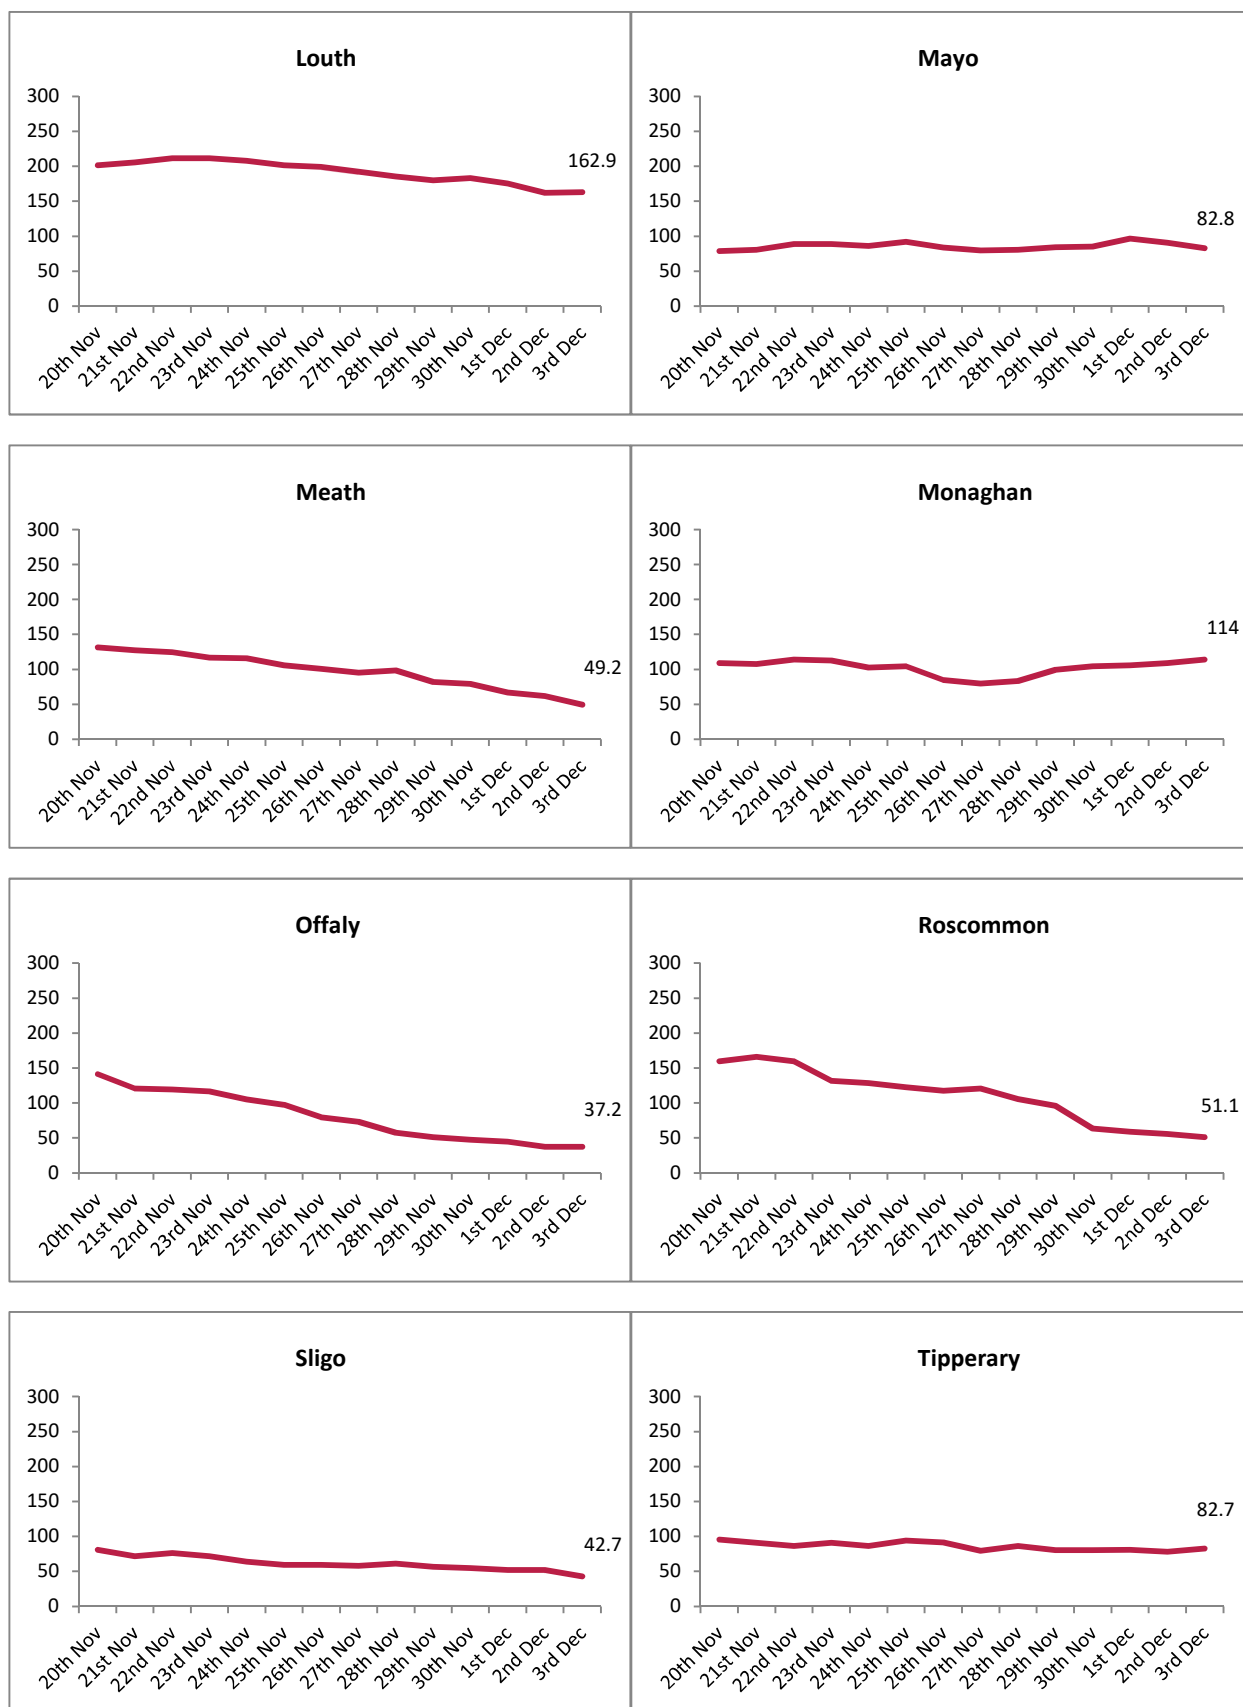 Louth
300
250
200
150
100
50
0
162.9
20th Nov
21st Nov
22nd Nov
23rd Nov
24th Nov
25th Nov
26th Nov
27th Nov
28th Nov
29th Nov
30th Nov
1st Dec
2nd Dec
3rd Dec
Mayo
300
250
200
150
100
50
0
82.8
20th Nov
21st Nov
22nd Nov
23rd Nov
24th Nov
25th Nov
26th Nov
27th Nov
28th Nov
29th Nov
30th Nov
1st Dec
2nd Dec
3rd Dec
Meath
300
250
200
150
100
50
0
49.2
20th Nov
21st Nov
22nd Nov
23rd Nov
24th Nov
25th Nov
26th Nov
27th Nov
28th Nov
29th Nov
30th Nov
1st Dec
2nd Dec
3rd Dec
Monaghan
300
250
200
150
100
50
0
114
20th Nov
21st Nov
22nd Nov
23rd Nov
24th Nov
25th Nov
26th Nov
27th Nov
28th Nov
29th Nov
30th Nov
1st Dec
2nd Dec
3rd Dec
Offaly
300
250
200
150
100
50
0
37.2
20th Nov
21st Nov
22nd Nov
23rd Nov
24th Nov
25th Nov
26th Nov
27th Nov
28th Nov
29th Nov
30th Nov
1st Dec
2nd Dec
3rd Dec
Roscommon
300
250
200
150
100
50
0
51.1
20th Nov
21st Nov
22nd Nov
23rd Nov
24th Nov
25th Nov
26th Nov
27th Nov
28th Nov
29th Nov
30th Nov
1st Dec
2nd Dec
3rd Dec
Sligo
300
250
200
150
100
50
0
42.7
20th Nov
21st Nov
22nd Nov
23rd Nov
24th Nov
25th Nov
26th Nov
27th Nov
28th Nov
29th Nov
30th Nov
1st Dec
2nd Dec
3rd Dec
Tipperary
300
250
200
150
100
50
0
82.7
20th Nov
21st Nov
22nd Nov
23rd Nov
24th Nov
25th Nov
26th Nov
27th Nov
28th Nov
29th Nov
30th Nov
1st Dec
2nd Dec
3rd Dec